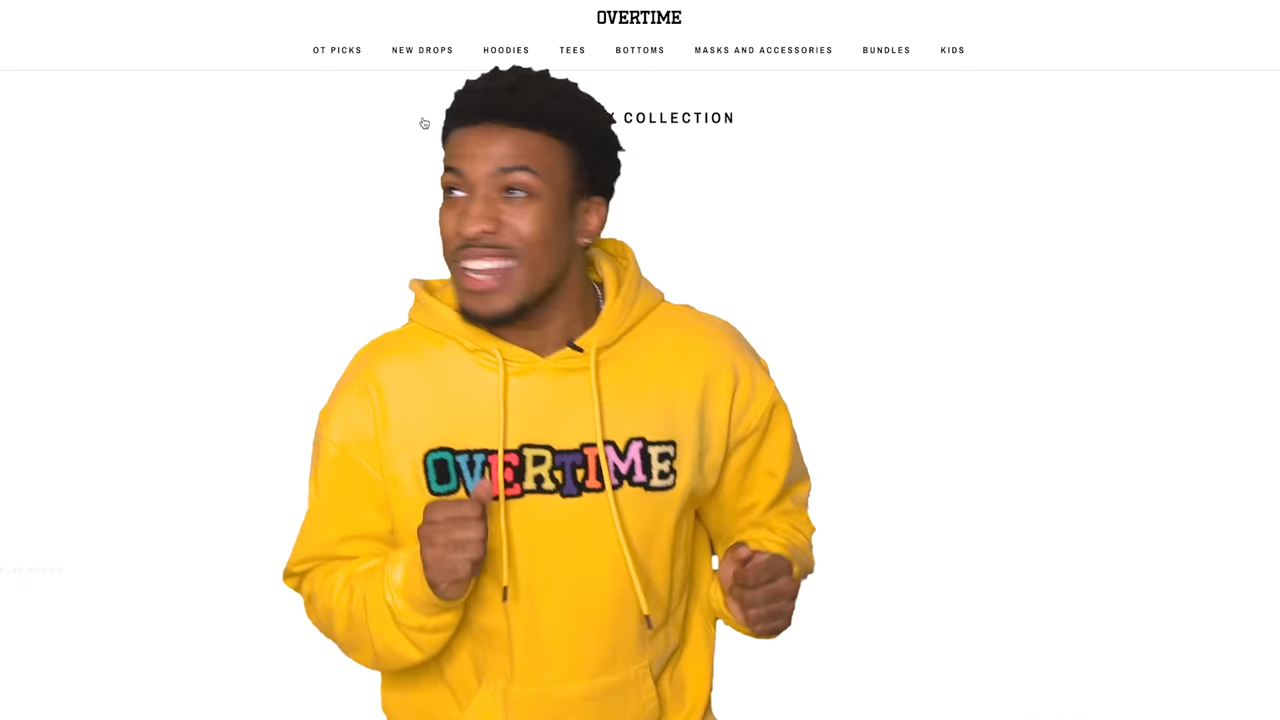 OVERTIME
OT PICKS NEW DROPS HOODIES TEES BOTTOMS MASKS AND ACCESSORIES BUNDLES KIDS
COLLECTION
OVERTIME